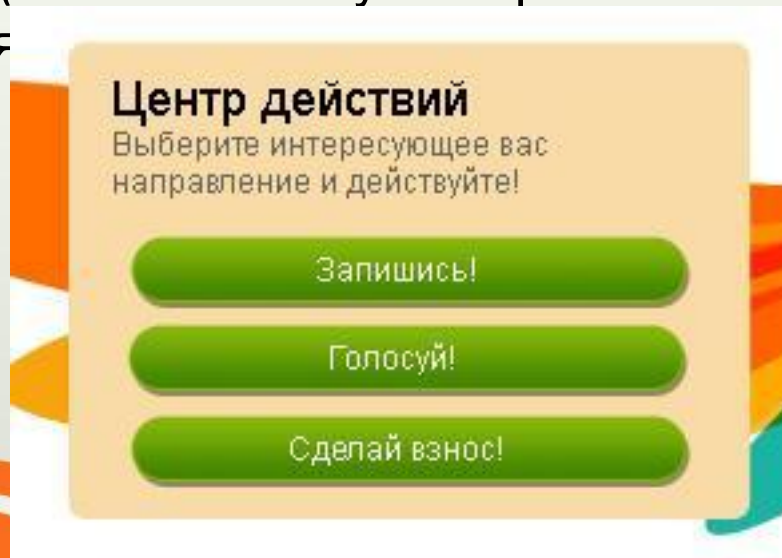 Центр действий
Выберите интересующее вас
направление и действуйте!
Запишись!
Голосуй!
Сделай взнос!